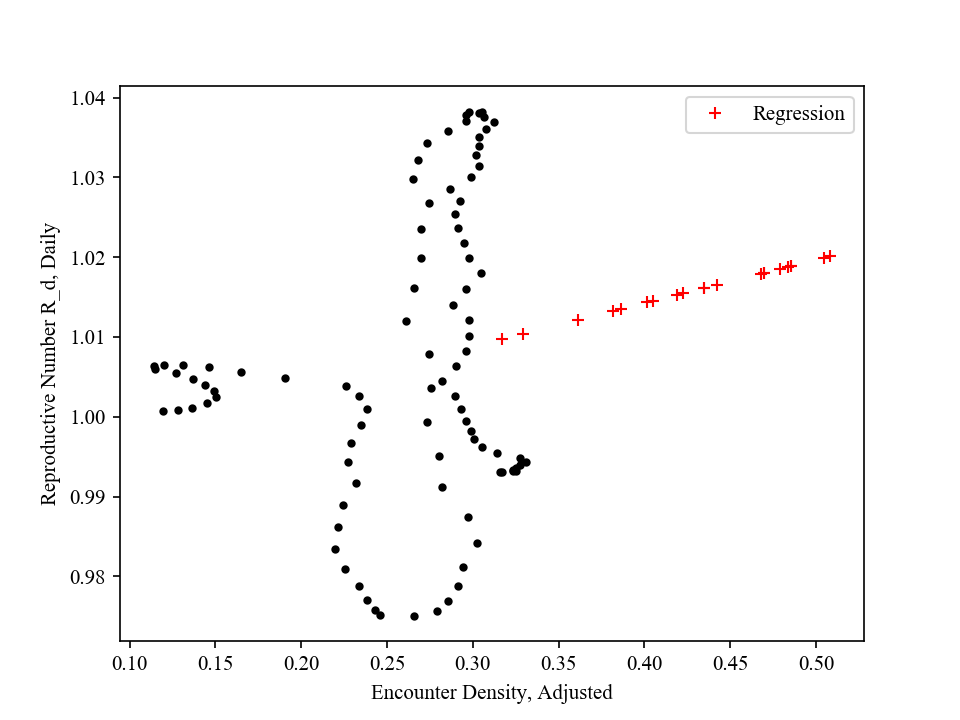 1.04
1.03
1.02
1.01
1.00
0.99
0.98
Reproductive Number R_d, Daily
Regression
0.10 0.15 0.20 0.25 0.30 0.35 0.40 0.45 0.50
Encounter Density, Adjusted